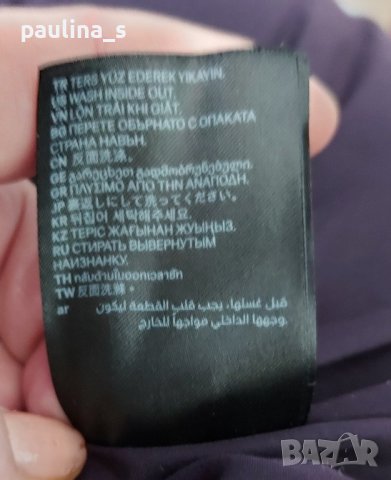 paulina_s
TR TERS YÜZ EDEREK YIKAYIN.
US WASH INSIDE OUT.
VN LỘN TRÁI KHI GIẶT.
BG ПЕРЕТЕ ОБЪРНАТО С ОПАКАТА
СТРАНА НАВЪН.
CN 反面洗涤。
GE გარეცხეთ გადმობრუნებული.
GR ΠΛΥΣΙΜΟ ΑΠΟ ΤΗΝ ΑΝΑΠΟΔΗ.
JP 裏返しにして洗ってください。
KR 뒤집어 세탁해주세요.
KZ ТЕРІС ЖАҒЫНАН ЖУЫҢЫЗ.
RU СТИРАТЬ ВЫВЕРНУТЫМ
НАИЗНАНКУ.
TH กลับด้านในออกเวลาซัก
TW 反面洗滌。
ar قبل غسلها، يجب قلب القطعة ليكون
وجهها الداخلي مواجهاً للخارج.
BAZAR